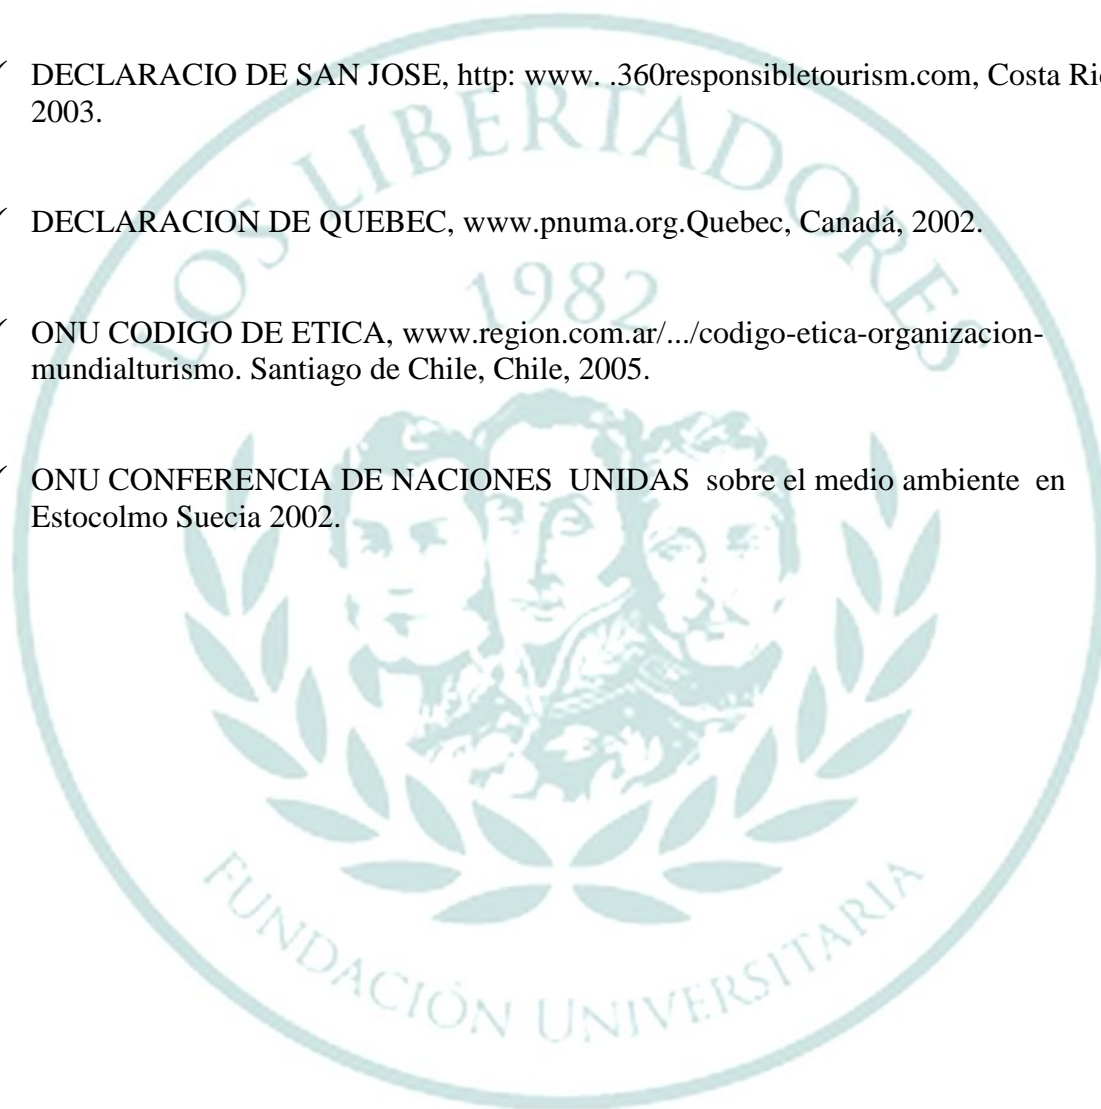 ✓ DECLARACIO DE SAN JOSE, http: www. .360responsibletourism.com, Costa Ri
2003.
✓ DECLARACION DE QUEBEC, www.pnuma.org.Quebec, Canadá, 2002.
✓ ONU CODIGO DE ETICA, www.region.com.ar/.../codigo-etica-organizacion-
mundialturismo. Santiago de Chile, Chile, 2005.
✓ ONU CONFERENCIA DE NACIONES  UNIDAS  sobre el medio ambiente  en
Estocolmo Suecia 2002.
LOS LIBERTADORES
1982
FUNDACIÓN UNIVERSITARIA